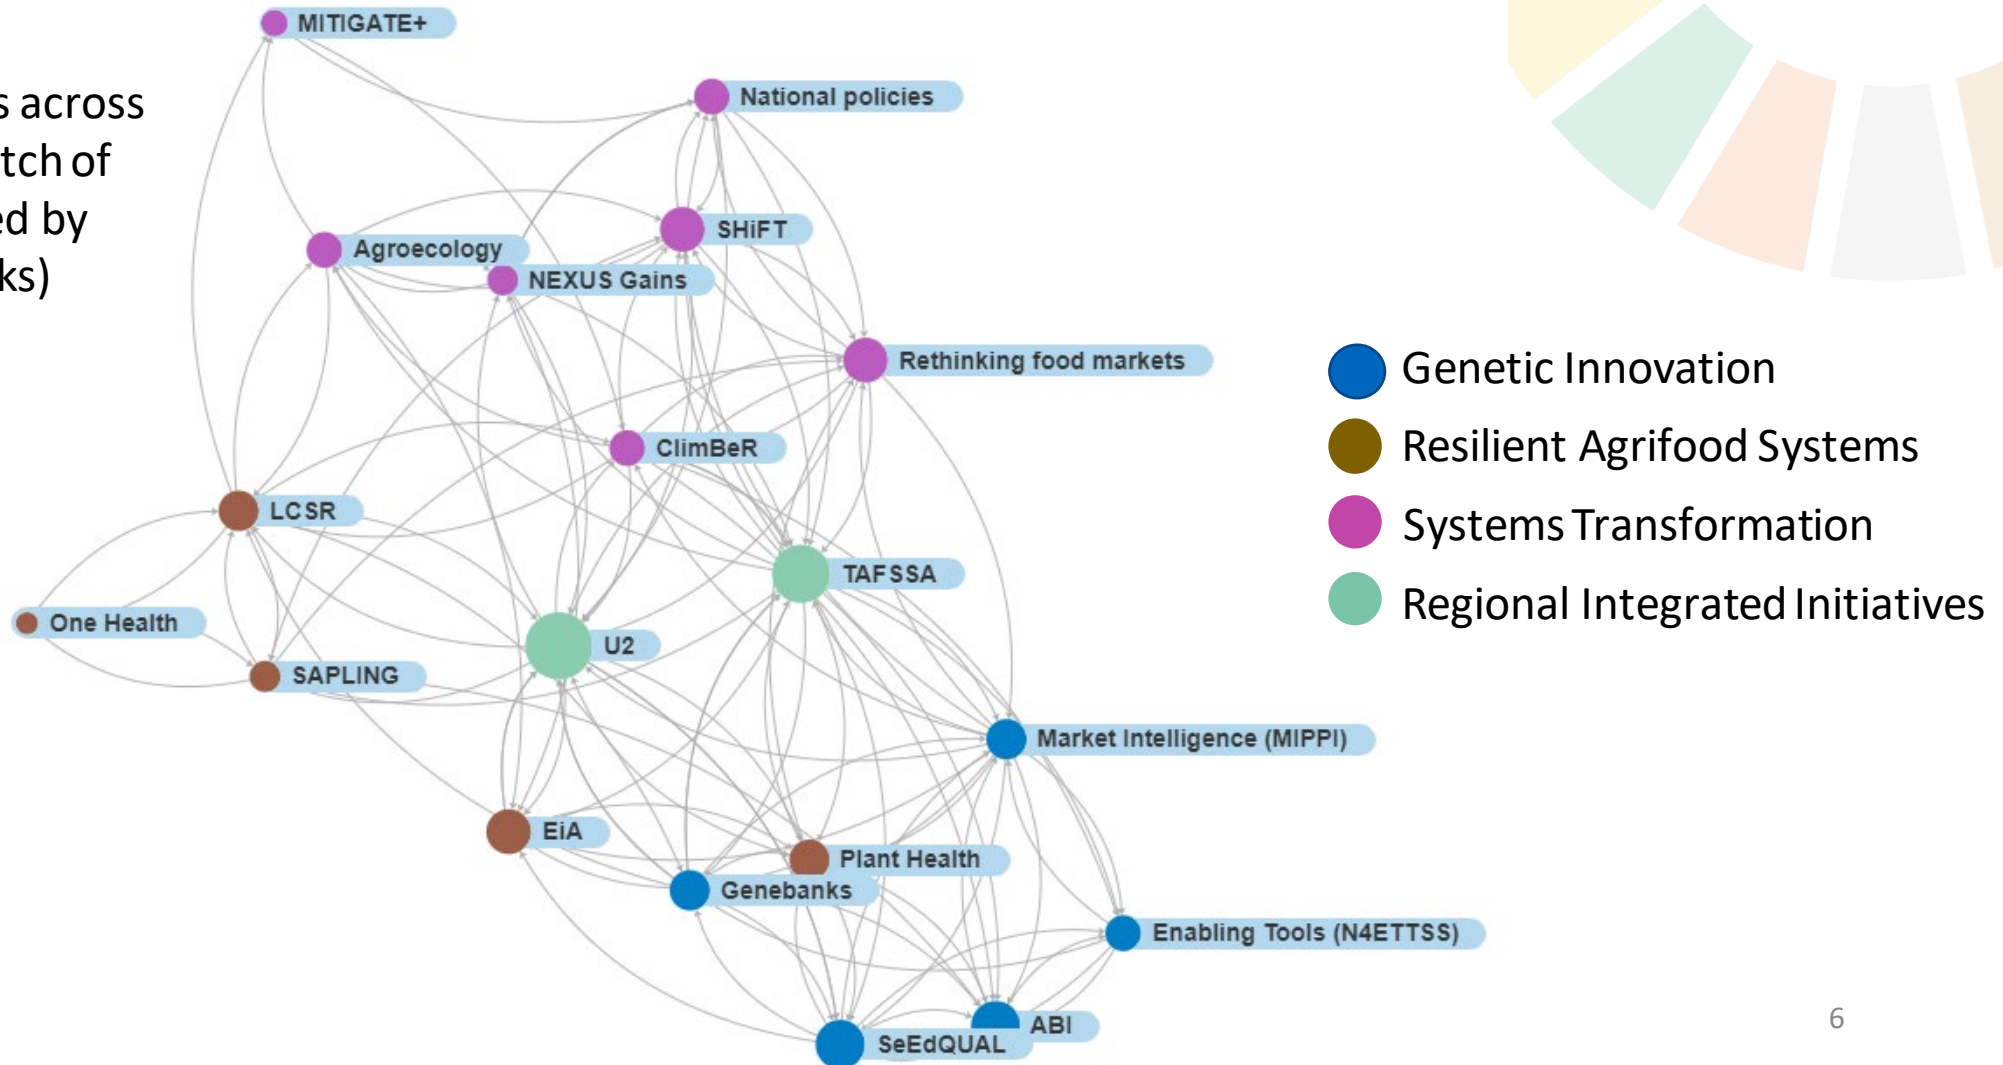 MITIGATE+
s across
tch of
ed by
ks)
National policies
SHiFT
Agroecology
NEXUS Gains
Rethinking food markets
ClimBeR
LCSR
TAFSSA
One Health
U2
SAPLING
Market Intelligence (MIPPI)
EiA
Plant Health
Genebanks
Enabling Tools (N4ETTSS)
ABI
SeEdQUAL
Genetic Innovation
Resilient Agrifood Systems
Systems Transformation
Regional Integrated Initiatives
6